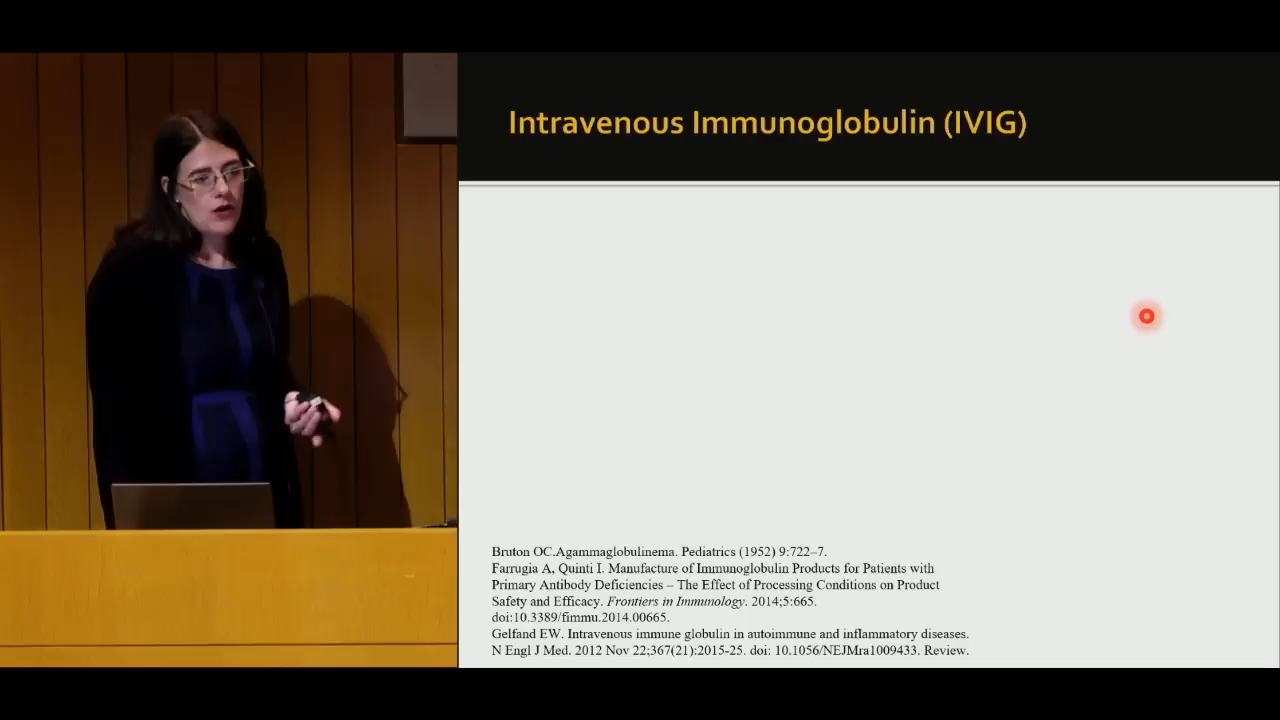 Intravenous Immunoglobulin (IVIG)
Bruton OC.Agammaglobulinema. Pediatrics (1952) 9:722–7.
Farrugia A, Quinti I. Manufacture of Immunoglobulin Products for Patients with
Primary Antibody Deficiencies – The Effect of Processing Conditions on Product
Safety and Efficacy. Frontiers in Immunology. 2014;5:665.
doi:10.3389/fimmu.2014.00665.
Gelfand EW. Intravenous immune globulin in autoimmune and inflammatory diseases.
N Engl J Med. 2012 Nov 22;367(21):2015-25. doi: 10.1056/NEJMra1009433. Review.